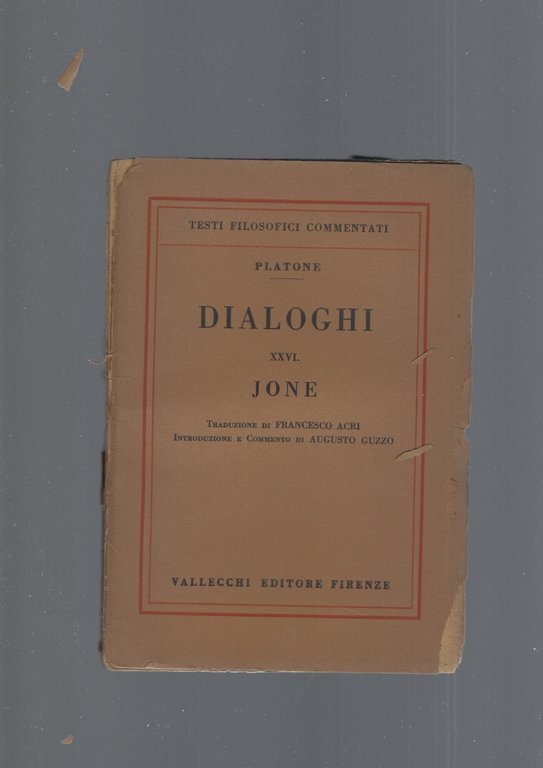 TESTI FILOSOFICI COMMENTATI
PLATONE
DIALOGHI
XXVI.
JONE
TRADUZIONE DI FRANCESCO ACRI
INTRODUZIONE E COMMENTO DI AUGUSTO GUZZO
VALLECCHI EDITORE FIRENZE